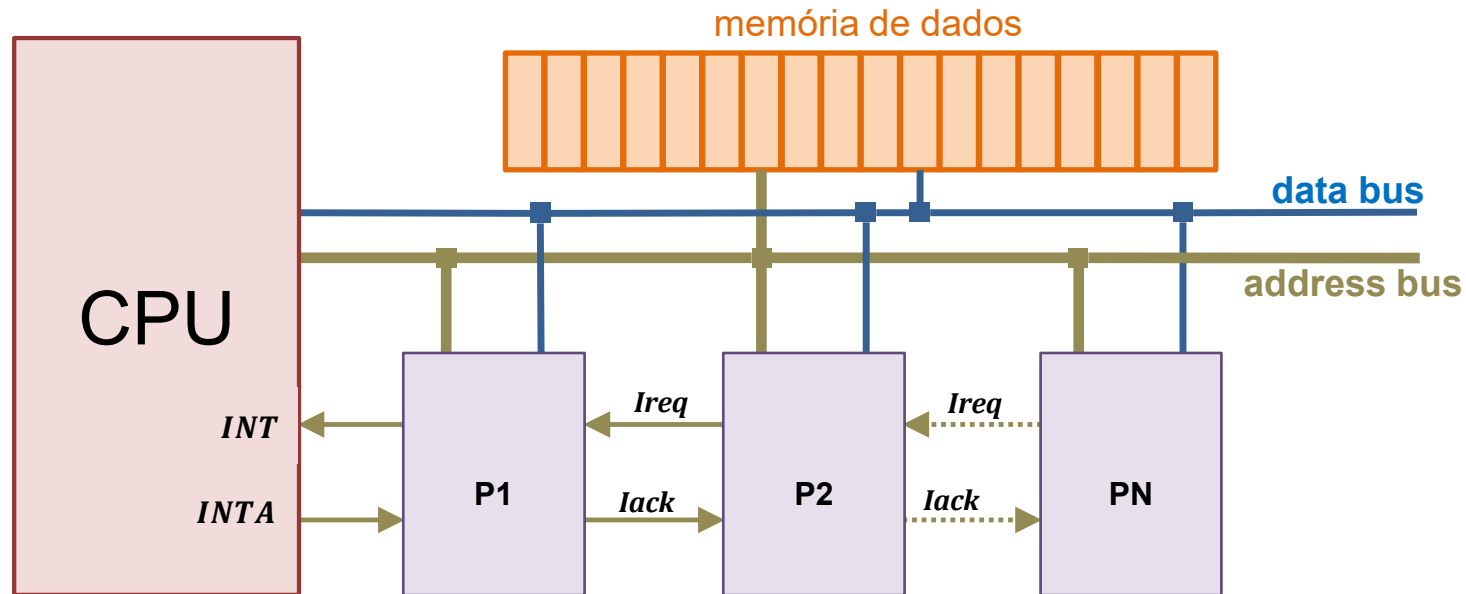 memória de dados
data bus
address bus
CPU
INT
Ireq
Ireq
INTA
P1
Iack
P2
Iack
PN